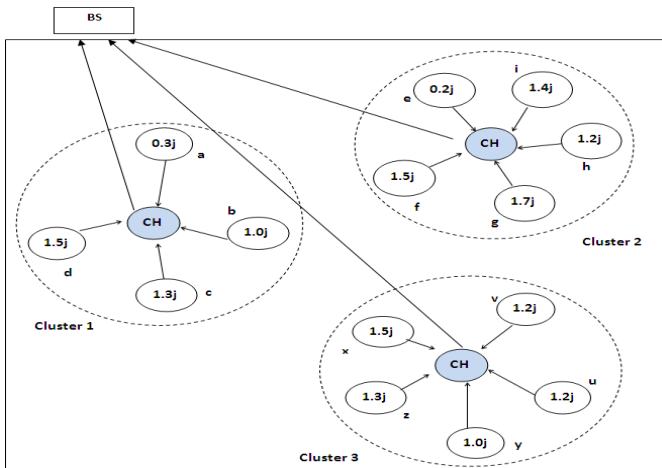 BS
0.3j
a
CH
b
1.0j
1.5j
d
1.3j
c
Cluster 1
e
0.2j
i
1.4j
CH
1.2j
h
1.5j
f
1.7j
g
Cluster 2
v
1.2j
1.5j
x
CH
1.3j
z
u
1.2j
1.0j
y
Cluster 3